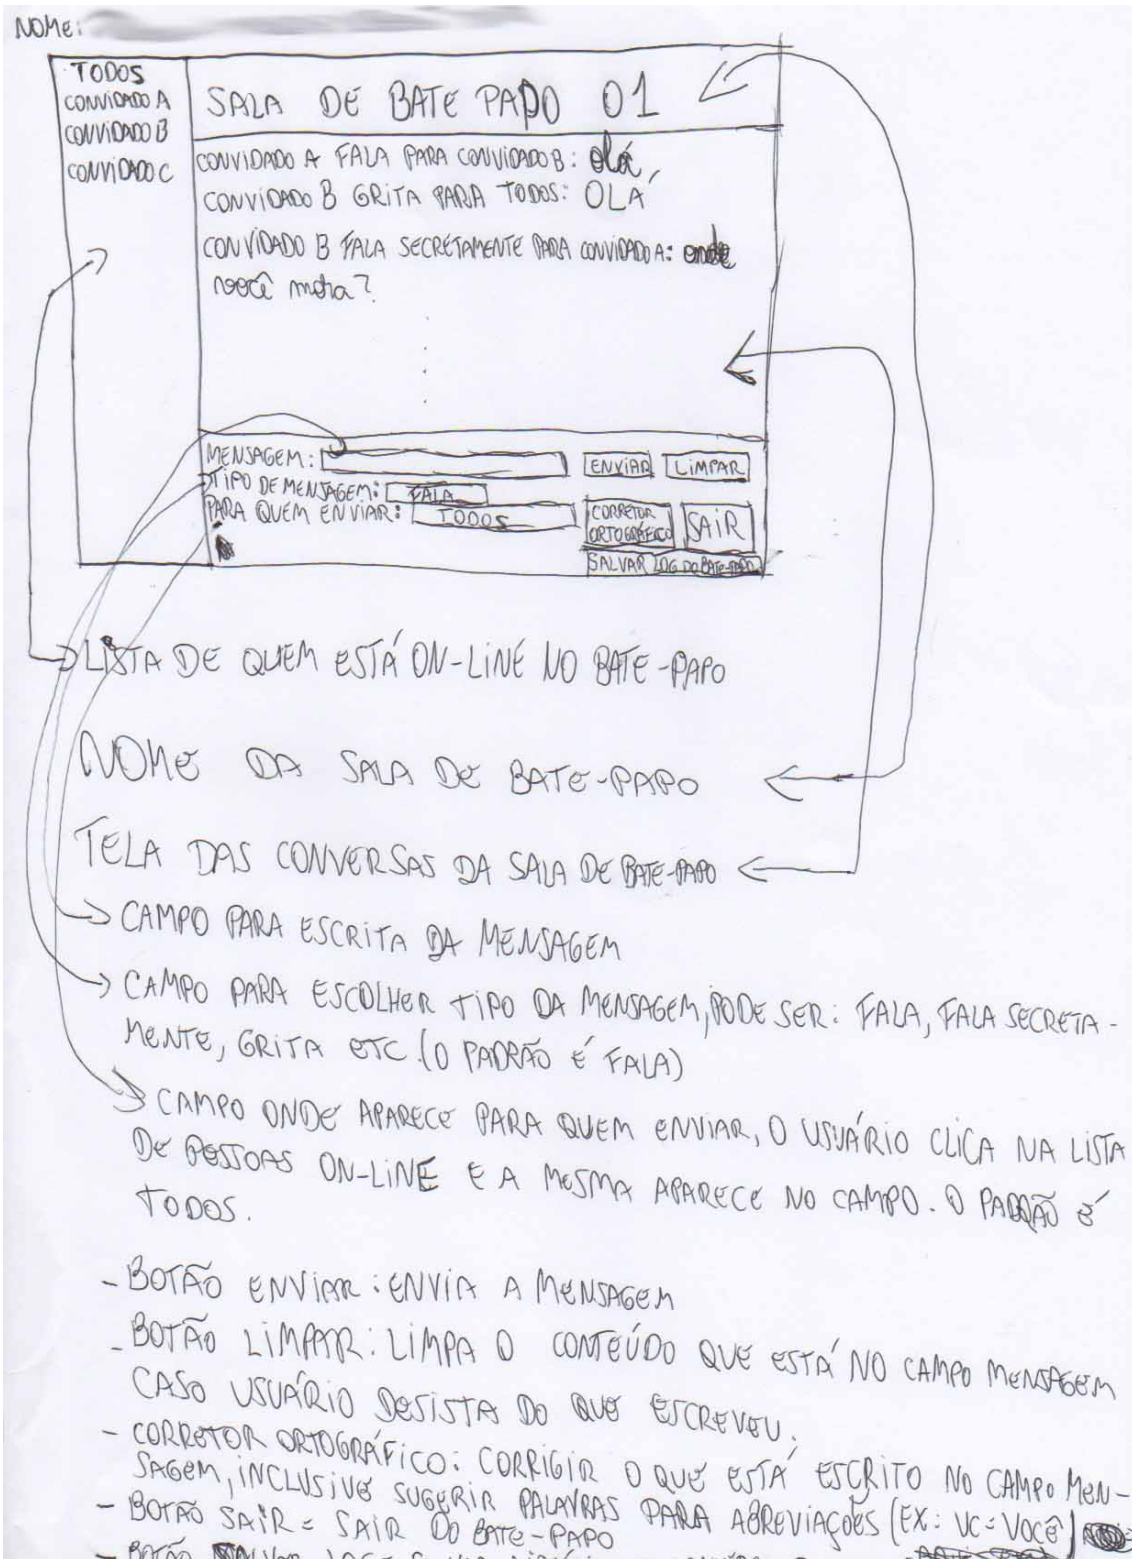 NOME:
TODOS
CONVIDADO A
CONVIDADO B
CONVIDADO C
SALA DE BATE PAPO 01
CONVIDADO A FALA PARA CONVIDADO B: olá,
CONVIDADO B GRITA PARA TODOS: OLÁ
CONVIDADO B FALA SECRETAMENTE PARA CONVIDADO A: onde
você mora?
MENSAGEM:
ENVIAR
LIMPAR
TIPO DE MENSAGEM: FALA
PARA QUEM ENVIAR: TODOS
CORRETOR
ORTOGRÁFICO
SAIR
SALVAR LOG DO BATE-PAPO
LISTA DE QUEM ESTÁ ON-LINE NO BATE-PAPO
NOME DA SALA DE BATE-PAPO
TELA DAS CONVERSAS DA SALA DE BATE-PAPO
CAMPO PARA ESCRITA DA MENSAGEM
CAMPO PARA ESCOLHER TIPO DA MENSAGEM, PODE SER: FALA, FALA SECRETA-
MENTE, GRITA ETC. (O PADRÃO É FALA)
CAMPO ONDE APARECE PARA QUEM ENVIAR, O USUÁRIO CLICA NA LISTA
DE PESSOAS ON-LINE E A MESMA APARECE NO CAMPO. O PADRÃO É
TODOS.
- BOTÃO ENVIAR: ENVIA A MENSAGEM
- BOTÃO LIMPAR: LIMPA O CONTEÚDO QUE ESTÁ NO CAMPO MENSAGEM
CASO USUÁRIO DESISTA DO QUE ESCREVEU.
- CORRETOR ORTOGRÁFICO: CORRIGIR O QUE ESTÁ ESCRITO NO CAMPO MEN-
SAGEM, INCLUSIVE SUGERIR PALAVRAS PARA ABREVIAÇÕES (EX: VC = VOCÊ)
- BOTÃO SAIR = SAIR DO BATE-PAPO
- BOTÃO SALVAR